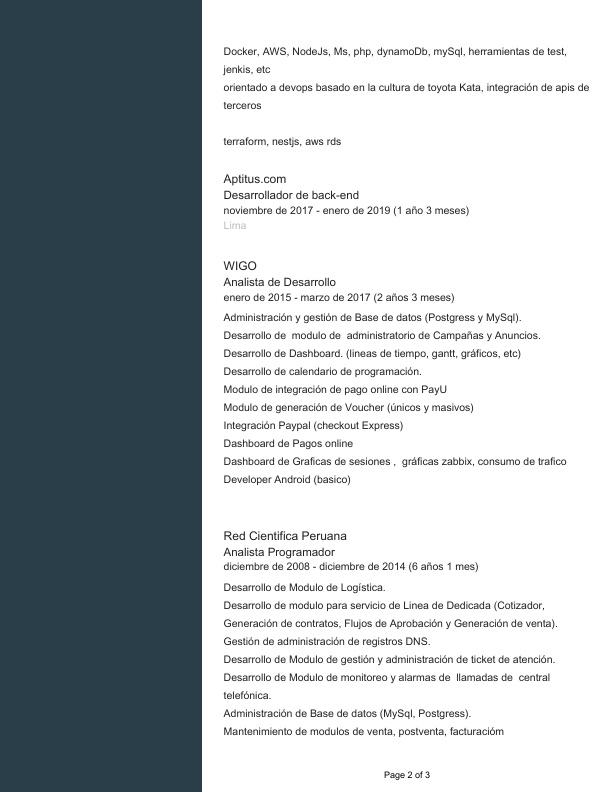 Docker, AWS, NodeJs, Ms, php, dynamoDb, mySql, herramientas de test,
jenkis, etc
orientado a devops basado en la cultura de toyota Kata, integración de apis de
terceros
terraform, nestjs, aws rds
Aptitus.com
Desarrollador de back-end
noviembre de 2017 - enero de 2019 (1 año 3 meses)
Lima
WIGO
Analista de Desarrollo
enero de 2015 - marzo de 2017 (2 años 3 meses)
Administración y gestión de Base de datos (Postgress y MySql).
Desarrollo de  modulo de  administratorio de Campañas y Anuncios.
Desarrollo de Dashboard. (lineas de tiempo, gantt, gráficos, etc)
Desarrollo de calendario de programación.
Modulo de integración de pago online con PayU
Modulo de generación de Voucher (únicos y masivos)
Integración Paypal (checkout Express)
Dashboard de Pagos online
Dashboard de Graficas de sesiones ,  gráficas zabbix, consumo de trafico
Developer Android (basico)
Red Cientifica Peruana
Analista Programador
diciembre de 2008 - diciembre de 2014 (6 años 1 mes)
Desarrollo de Modulo de Logística.
Desarrollo de modulo para servicio de Linea de Dedicada (Cotizador,
Generación de contratos, Flujos de Aprobación y Generación de venta).
Gestión de administración de registros DNS.
Desarrollo de Modulo de gestión y administración de ticket de atención.
Desarrollo de Modulo de monitoreo y alarmas de  llamadas de  central
telefónica.
Administración de Base de datos (MySql, Postgress).
Mantenimiento de modulos de venta, postventa, facturacióm
Page 2 of 3